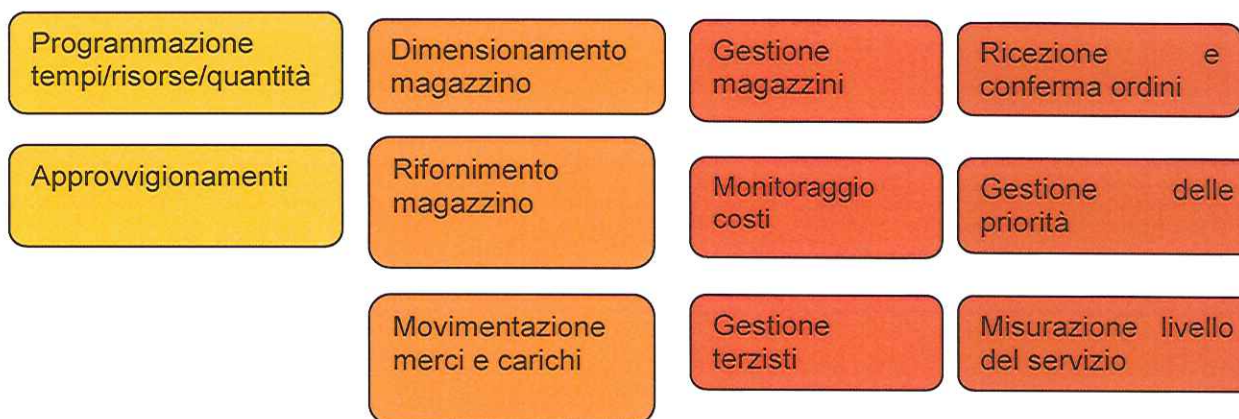 Programmazione
tempi/risorse/quantità
Approvvigionamenti
Dimensionamento
magazzino
Rifornimento
magazzino
Movimentazione
merci e carichi
Gestione
magazzini
Monitoraggio
costi
Gestione
terzisti
Ricezione e
conferma ordini
Gestione delle
priorità
Misurazione livello
del servizio